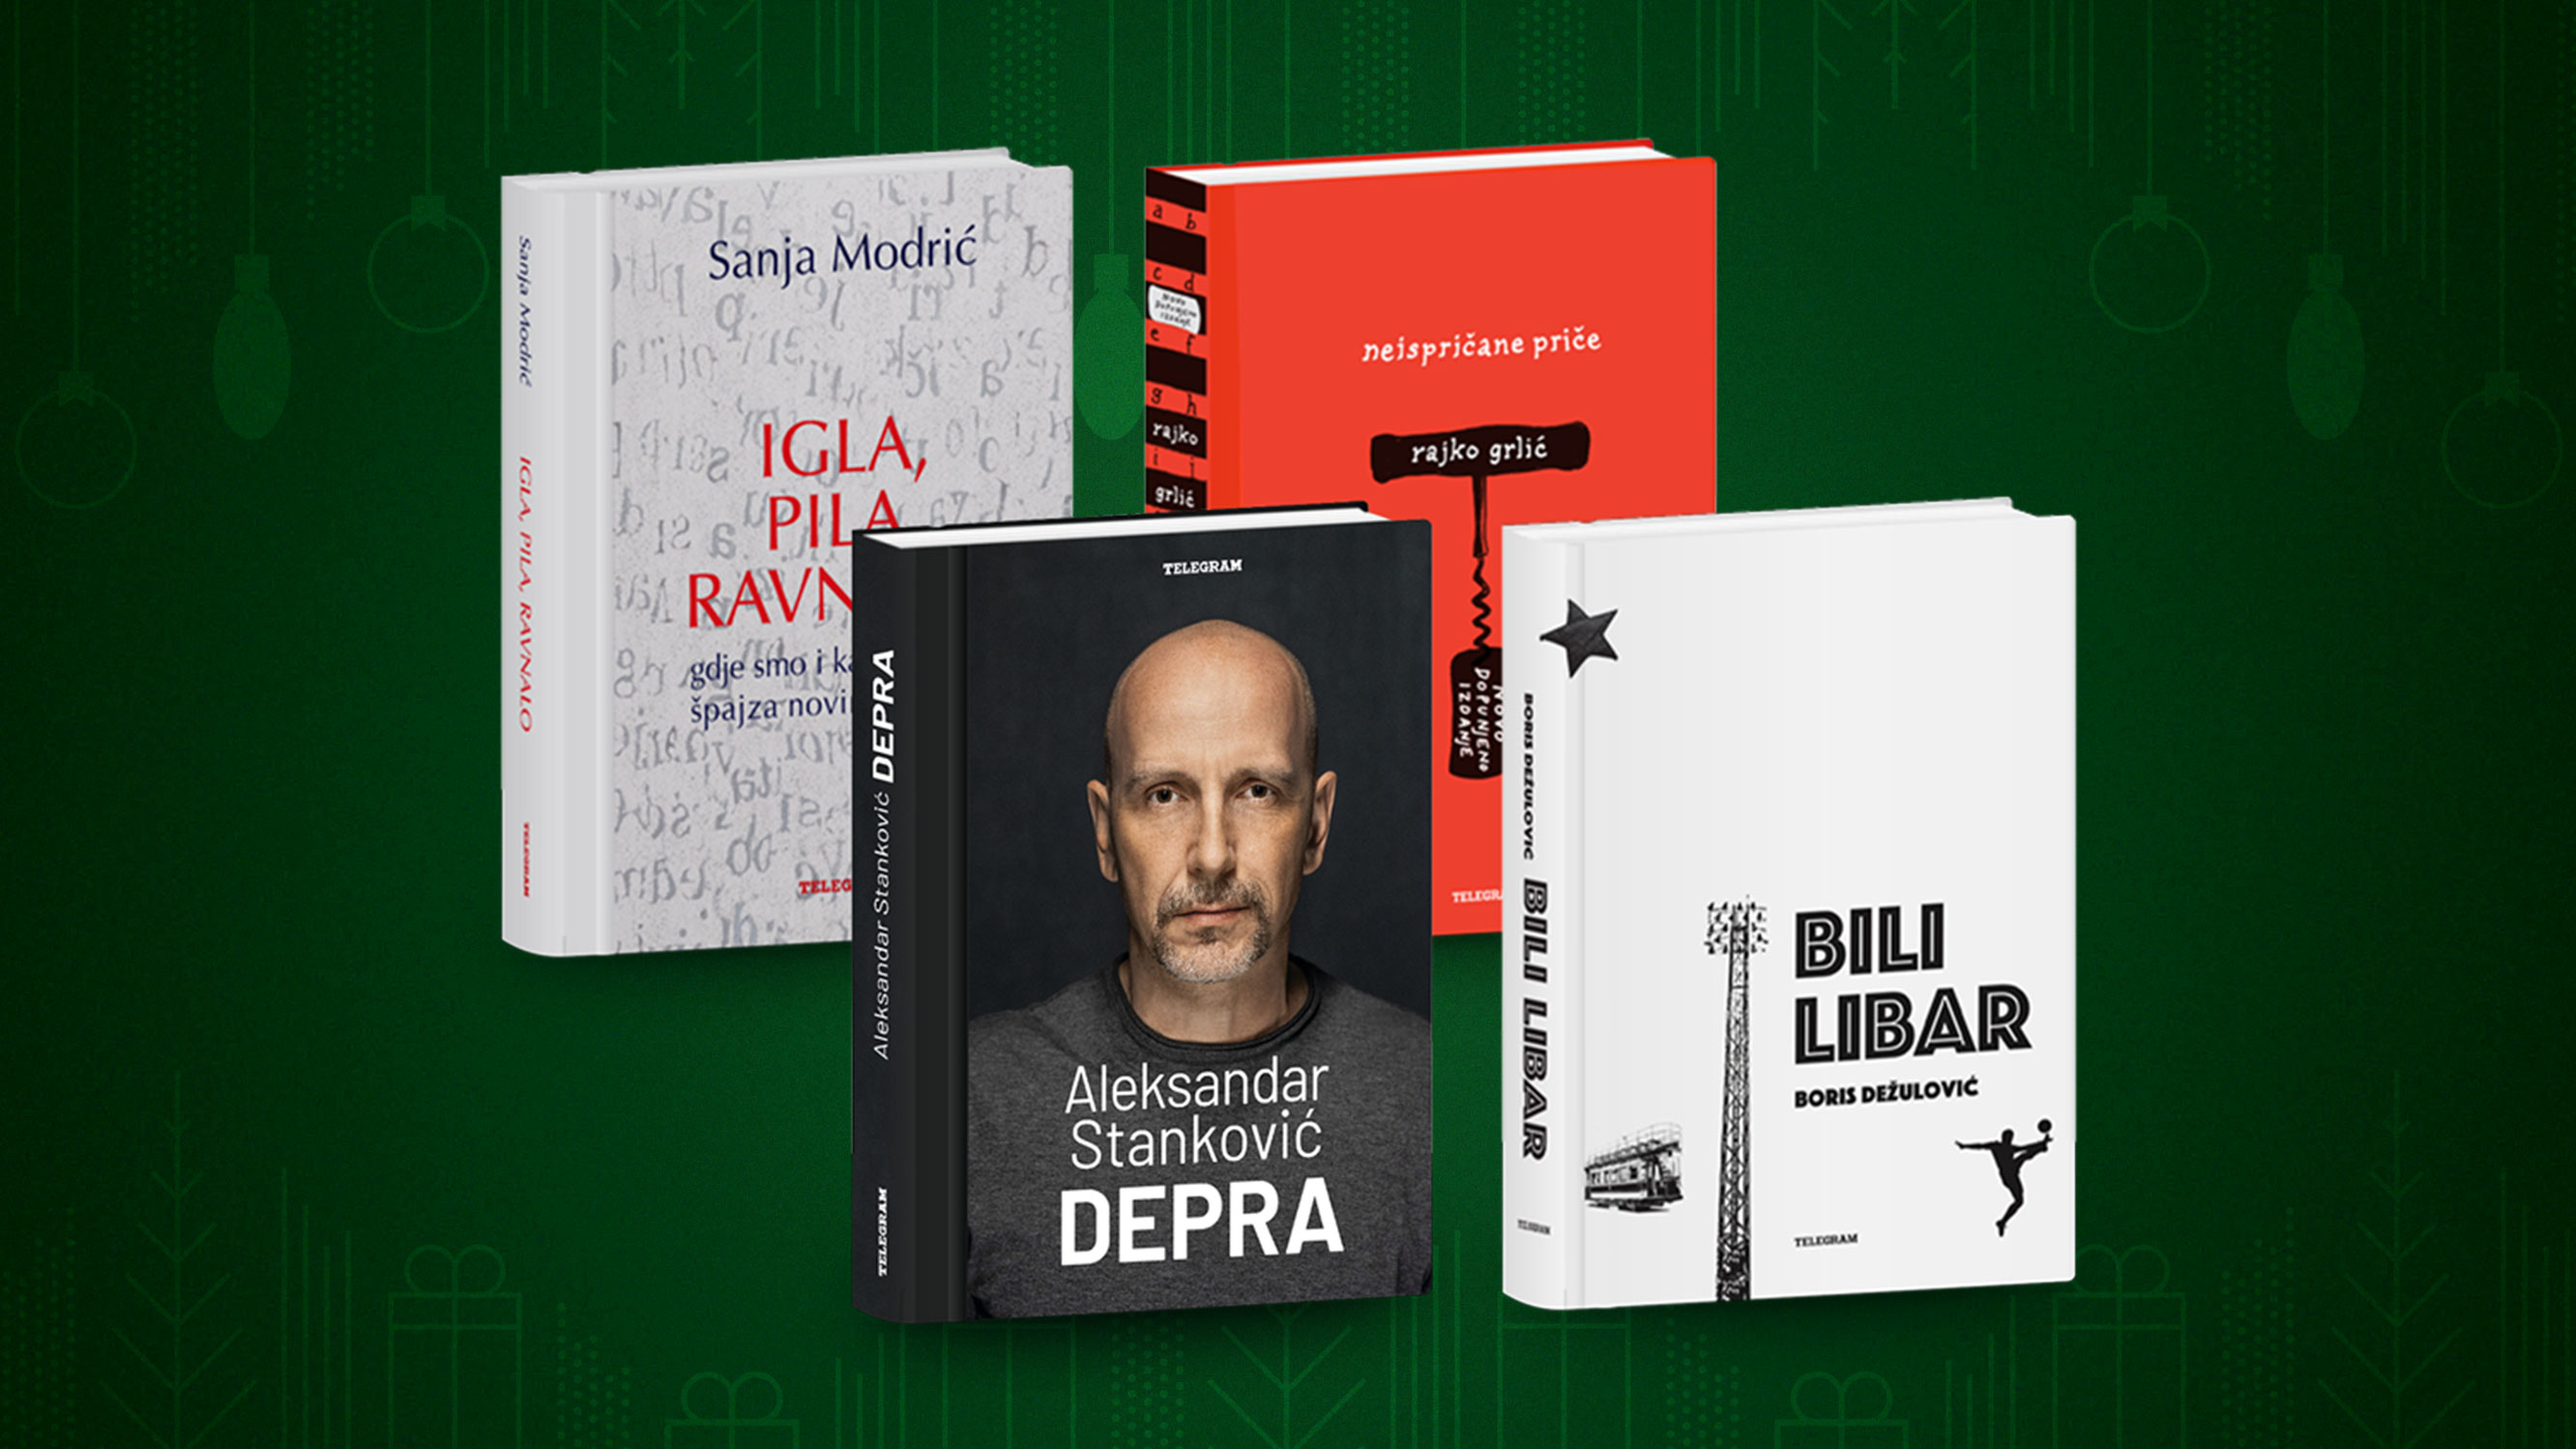 Sanja Modrić
IGLA, PILA, RAVNALO
TELEGRAM
Sanja Modrić
IGLA,
PILA,
RAVN
gdje smo i ka
špajza novi
TELEG
a b
c d
e f
g h
rajko
i j
grlić
neispričane priče
rajko grlić
NOVO
DOPUNJENO
IZDANJE
TELEGRA
Aleksandar Stanković DEPRA
TELEGRAM
TELEGRAM
Aleksandar
Stanković
DEPRA
BORIS DEŽULOVIĆ BILI LIBAR
TELEGRAM
BILI
LIBAR
BORIS DEŽULOVIĆ
TELEGRAM